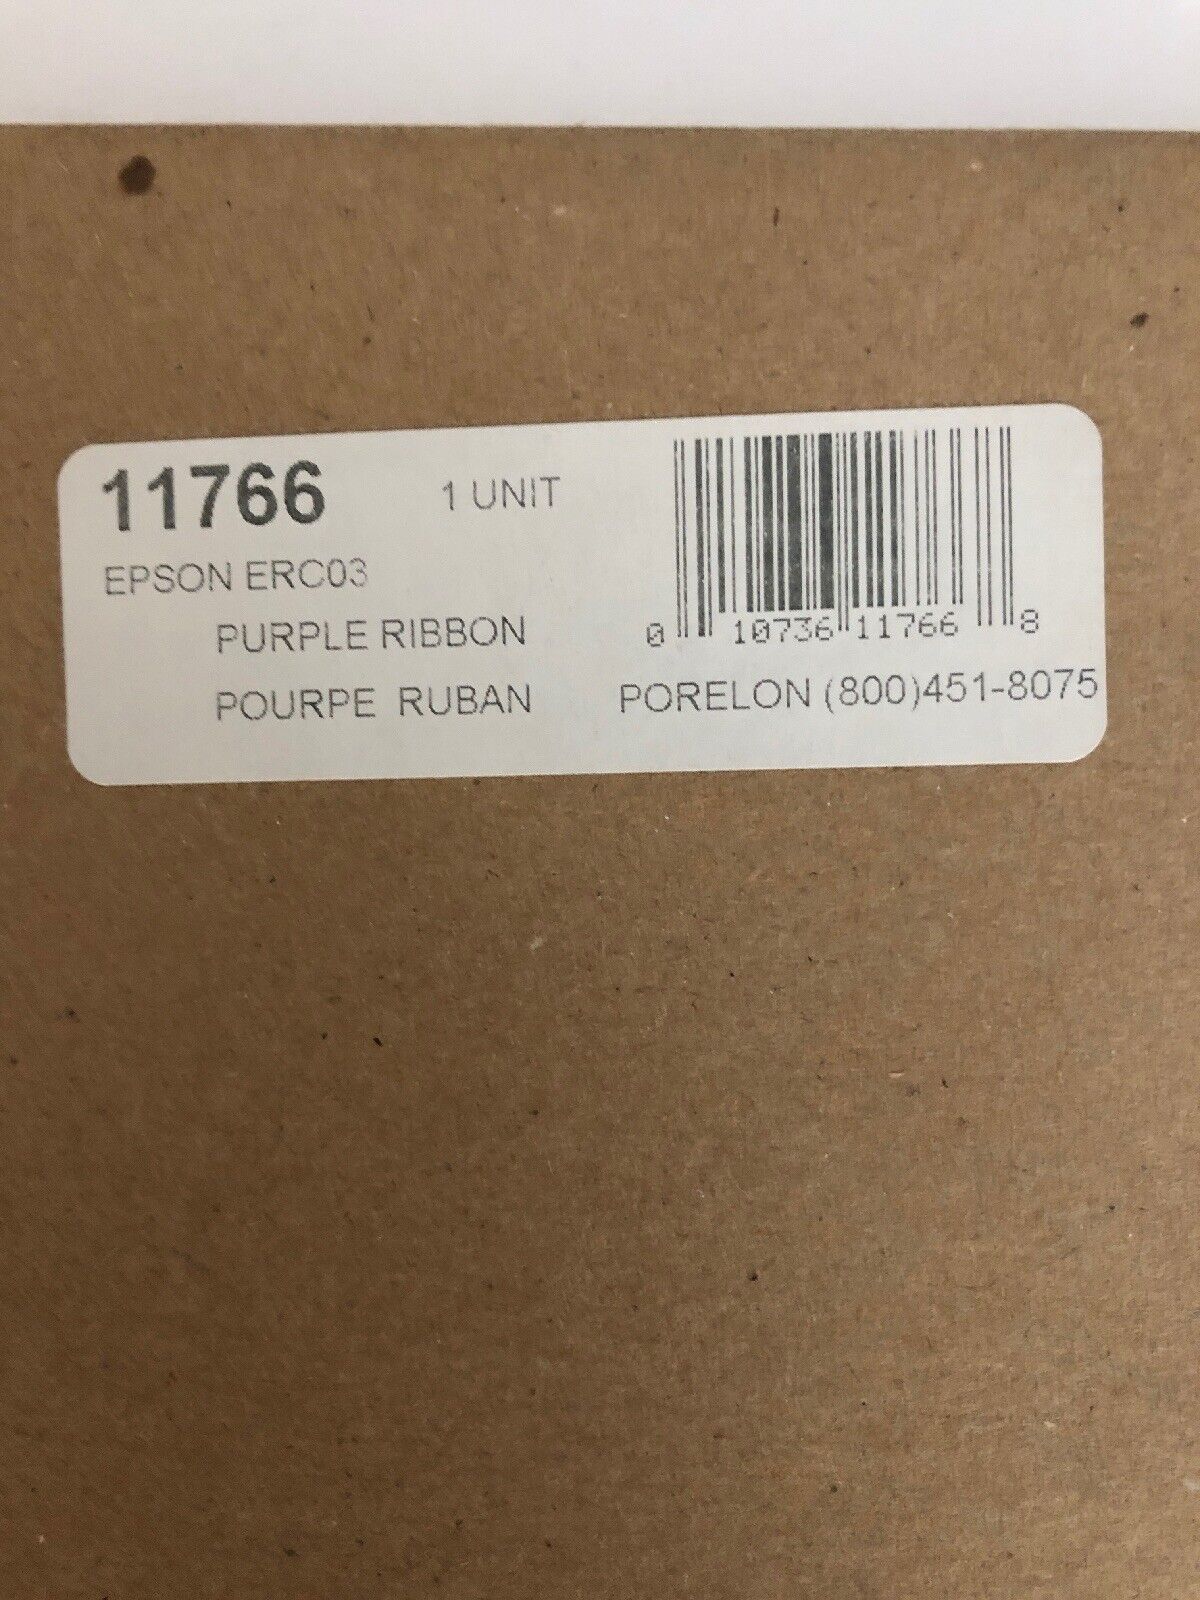 11766 1 UNIT
EPSON ERC03
PURPLE RIBBON
POURPE RUBAN
0 10736 11766 8
PORELON (800)451-8075